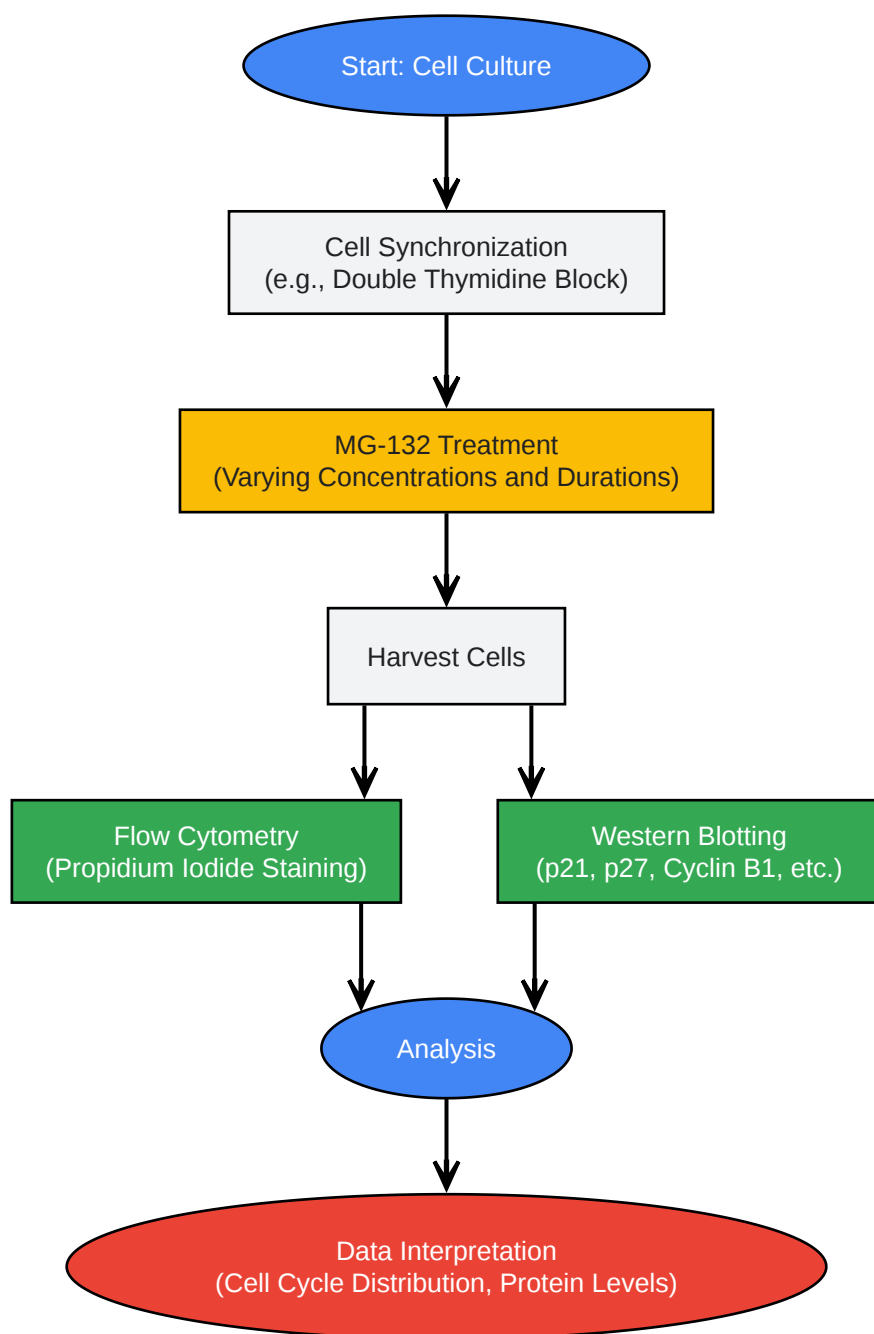 Start: Cell Culture
Cell Synchronization
(e.g., Double Thymidine Block)
MG-132 Treatment
(Varying Concentrations and Durations)
Harvest Cells
Flow Cytometry
(Propidium Iodide Staining)
Western Blotting
(p21, p27, Cyclin B1, etc.)
Analysis
Data Interpretation
(Cell Cycle Distribution, Protein Levels)